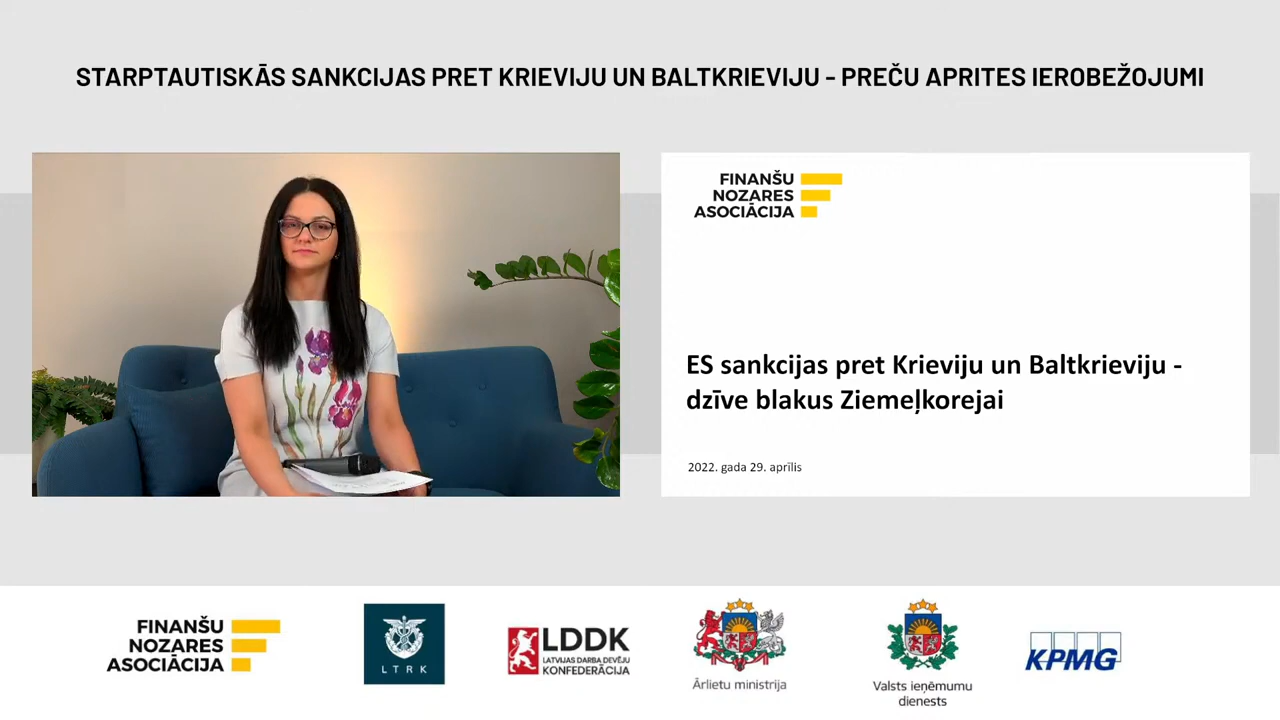 STARPTAUTISKĀS SANKCIJAS PRET KRIEVIJU UN BALTKRIEVIJU - PREČU APRITES IEROBEŽOJUMI
FINANŠU
NOZARES
ASOCIĀCIJA
ES sankcijas pret Krieviju un Baltkrieviju -
dzīve blakus Ziemeļkorejai
2022. gada 29. aprīlis
FINANŠU
NOZARES
ASOCIĀCIJA
LTRK
LDDK
LATVIJAS DARBA DEVĒJU
KONFEDERĀCIJA
Ārlietu ministrija
Valsts ieņēmumu
dienests
KPMG